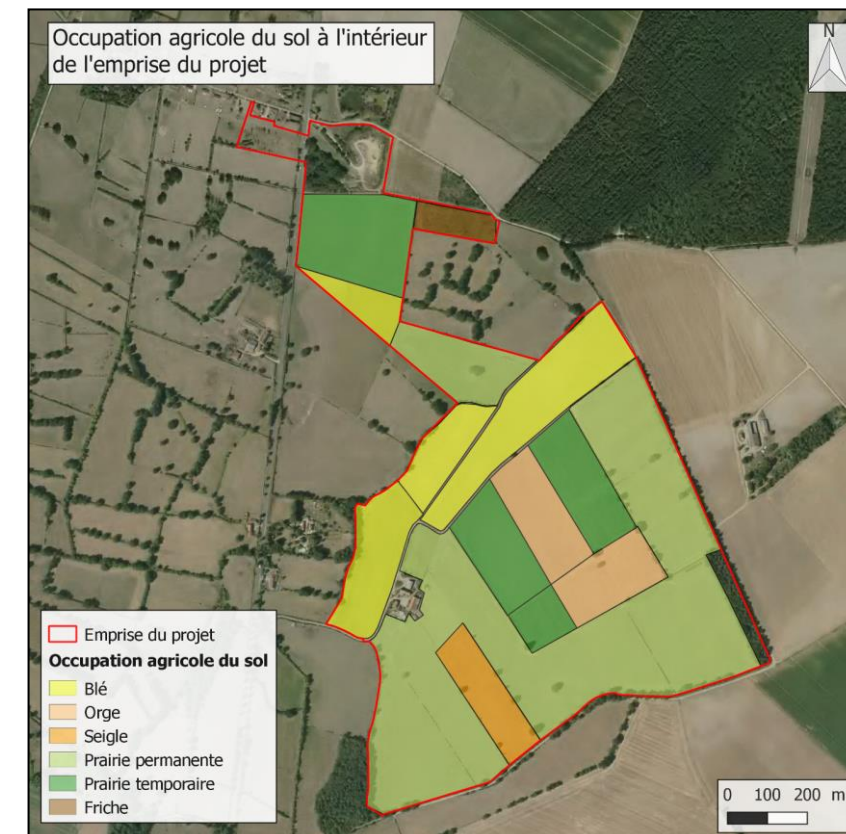 Occupation agricole du sol à l'intérieur
de l'emprise du projet
N
Emprise du projet
Occupation agricole du sol
Blé
Orge
Seigle
Prairie permanente
Prairie temporaire
Friche
0 100 200 m